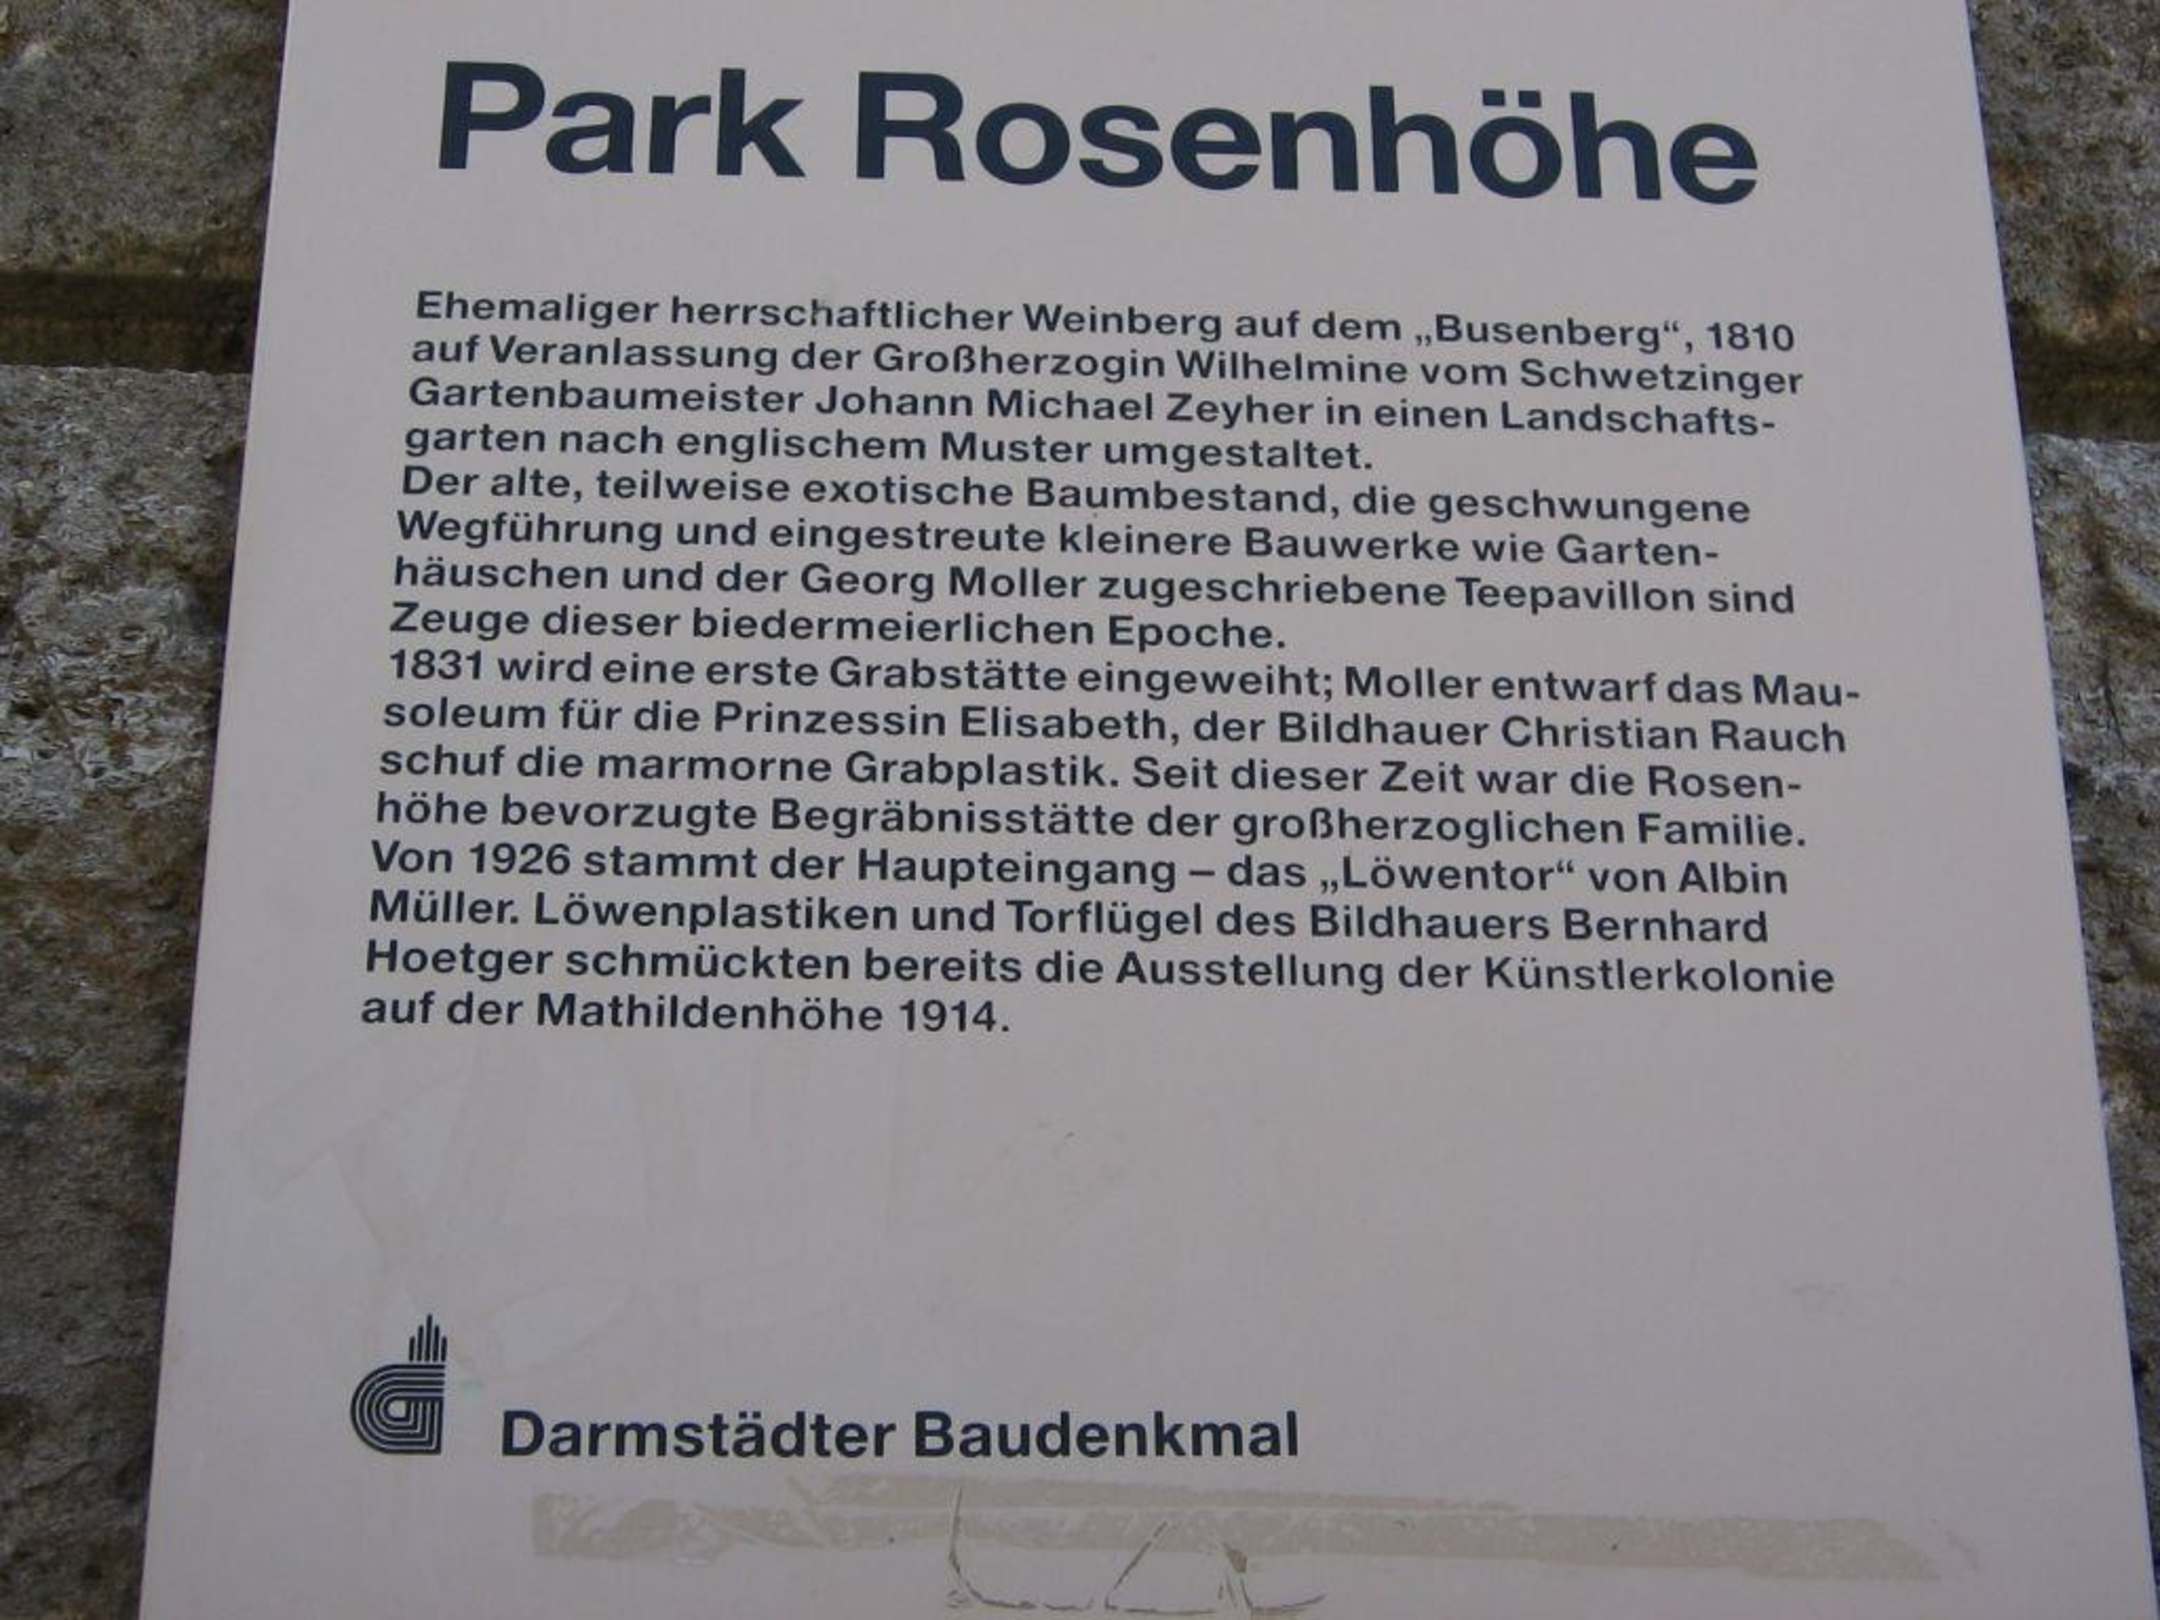 Park Rosenhöhe
Ehemaliger herrschaftlicher Weinberg auf dem „Busenberg“, 1810
auf Veranlassung der Großherzogin Wilhelmine vom Schwetzinger
Gartenbaumeister Johann Michael Zeyher in einen Landschafts-
garten nach englischem Muster umgestaltet.
Der alte, teilweise exotische Baumbestand, die geschwungene
Wegführung und eingestreute kleinere Bauwerke wie Garten-
häuschen und der Georg Moller zugeschriebene Teepavillon sind
Zeuge dieser biedermeierlichen Epoche.
1831 wird eine erste Grabstätte eingeweiht; Moller entwarf das Mau-
soleum für die Prinzessin Elisabeth, der Bildhauer Christian Rauch
schuf die marmorne Grabplastik. Seit dieser Zeit war die Rosen-
höhe bevorzugte Begräbnisstätte der großherzoglichen Familie.
Von 1926 stammt der Haupteingang – das „Löwentor“ von Albin
Müller. Löwenplastiken und Torflügel des Bildhauers Bernhard
Hoetger schmückten bereits die Ausstellung der Künstlerkolonie
auf der Mathildenhöhe 1914.
Darmstädter Baudenkmal